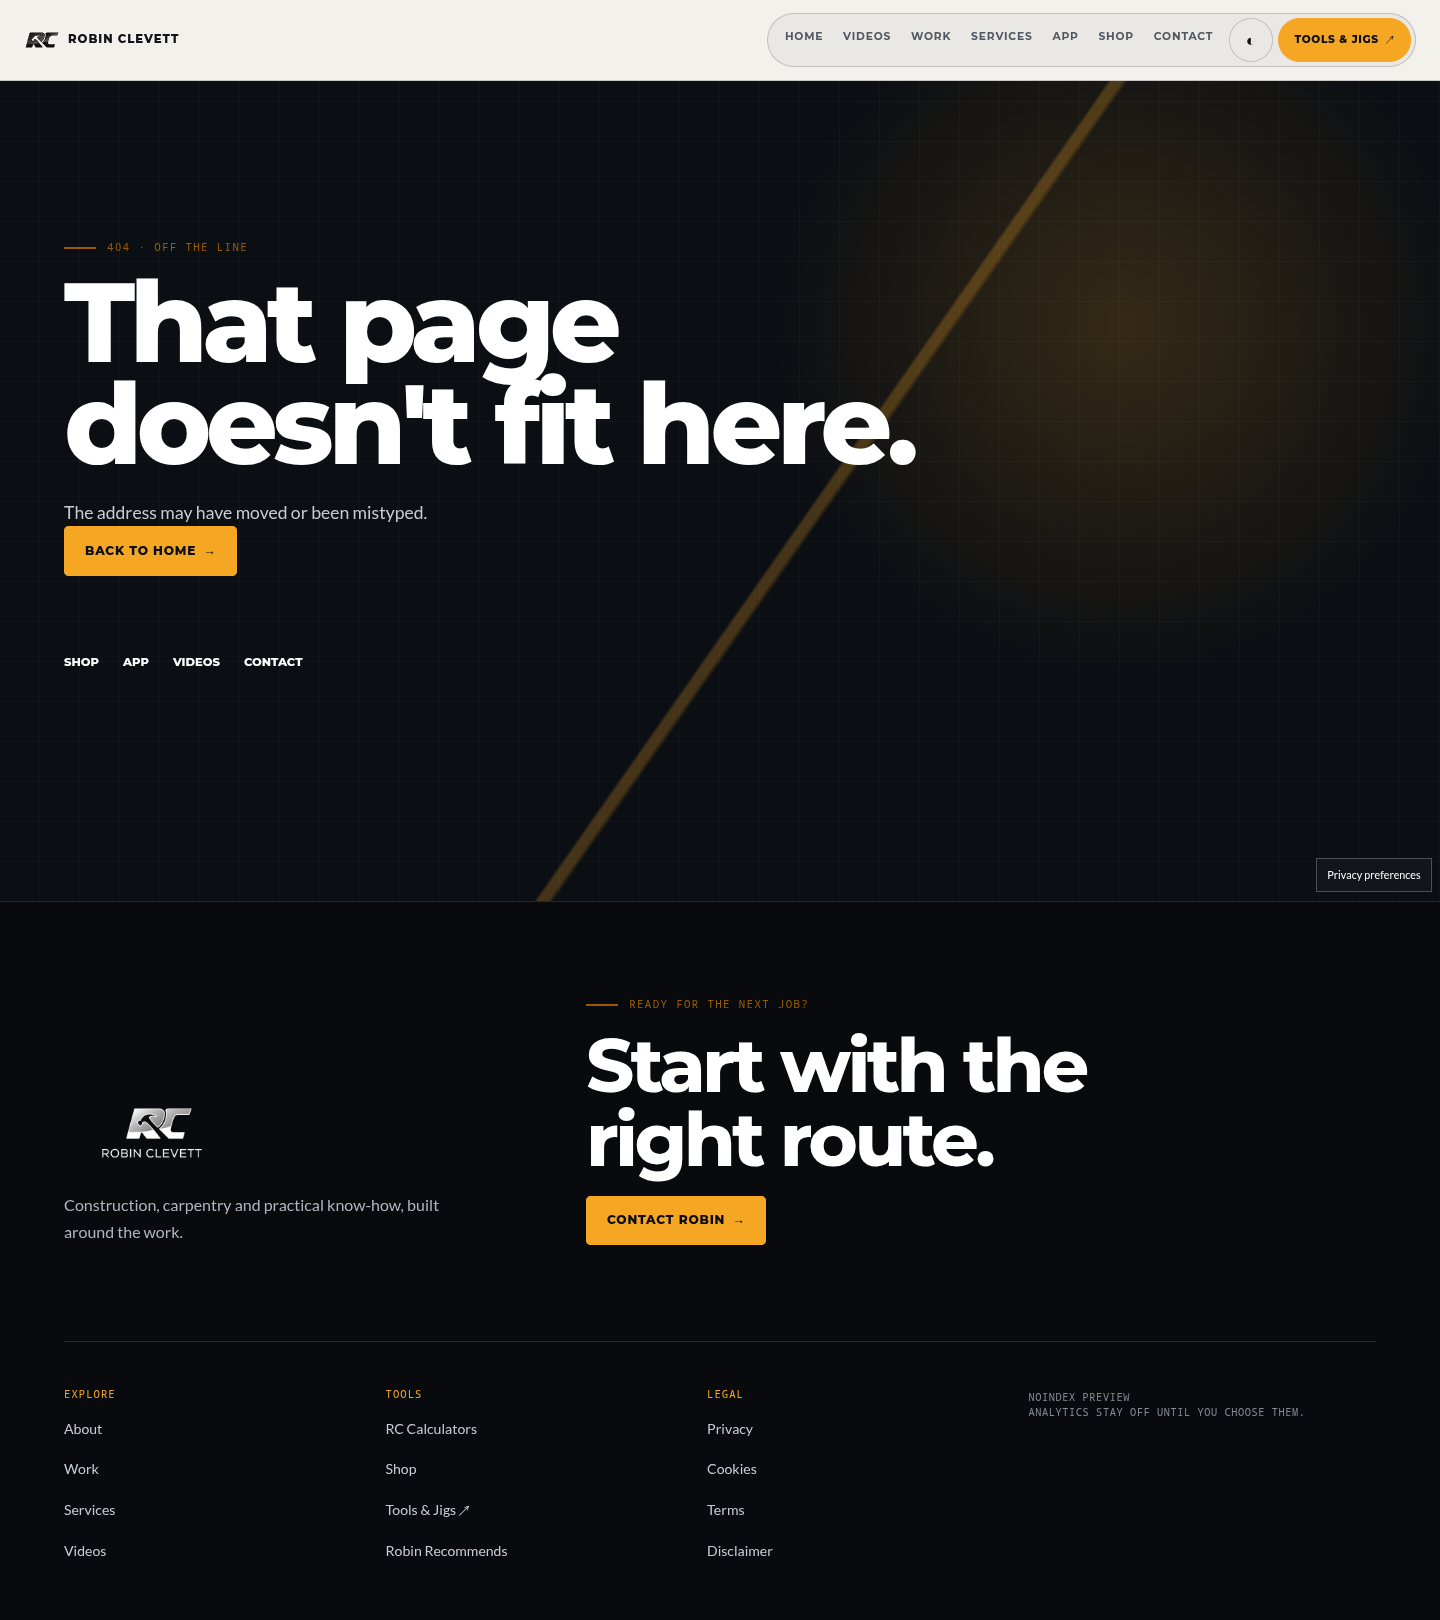 RC ROBIN CLEVETT
HOME VIDEOS WORK SERVICES APP SHOP CONTACT TOOLS & JIGS ↗
404 · OFF THE LINE
That page
doesn't fit here.
The address may have moved or been mistyped.
BACK TO HOME →
SHOP APP VIDEOS CONTACT
Privacy preferences
READY FOR THE NEXT JOB?
Start with the
right route.
CONTACT ROBIN →
RC
ROBIN CLEVETT
Construction, carpentry and practical know-how, built
around the work.
EXPLORE
About
Work
Services
Videos
TOOLS
RC Calculators
Shop
Tools & Jigs ↗
Robin Recommends
LEGAL
Privacy
Cookies
Terms
Disclaimer
NOINDEX PREVIEW
ANALYTICS STAY OFF UNTIL YOU CHOOSE THEM.